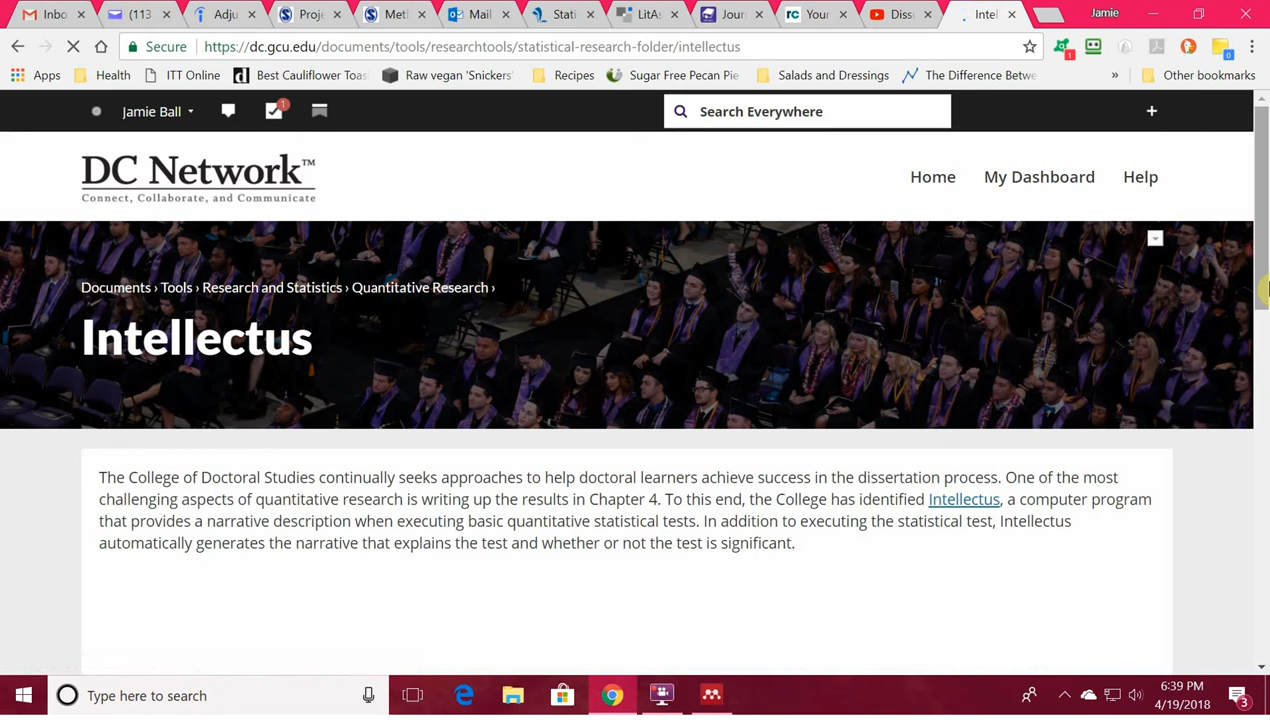 Inbo
(113
Adju
Proje
Metl
Mail
Stati
LitAs
Jour
Your
Disse
Intel
Jamie
Secure
https://dc.gcu.edu/documents/tools/researchtools/statistical-research-folder/intellectus
1
0
Apps
Health
ITT Online
Best Cauliflower Toas
Raw vegan 'Snickers'
Recipes
Sugar Free Pecan Pie
Salads and Dressings
The Difference Betwe
»
Other bookmarks
Jamie Ball
1
Search Everywhere
+
DC Network™
Connect, Collaborate, and Communicate
Home
My Dashboard
Help
Documents › Tools › Research and Statistics › Quantitative Research ›
Intellectus
The College of Doctoral Studies continually seeks approaches to help doctoral learners achieve success in the dissertation process. One of the most
challenging aspects of quantitative research is writing up the results in Chapter 4. To this end, the College has identified Intellectus, a computer program
that provides a narrative description when executing basic quantitative statistical tests. In addition to executing the statistical test, Intellectus
automatically generates the narrative that explains the test and whether or not the test is significant.
Type here to search
6:39 PM
4/19/2018
3